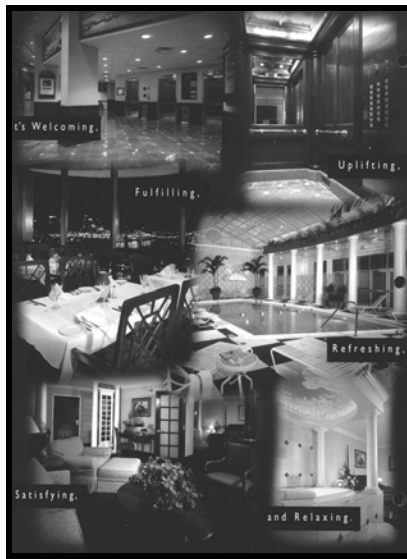 t's Welcoming,
Uplifting,
Fulfilling,
Refreshing,
Satisfying,
and Relaxing.